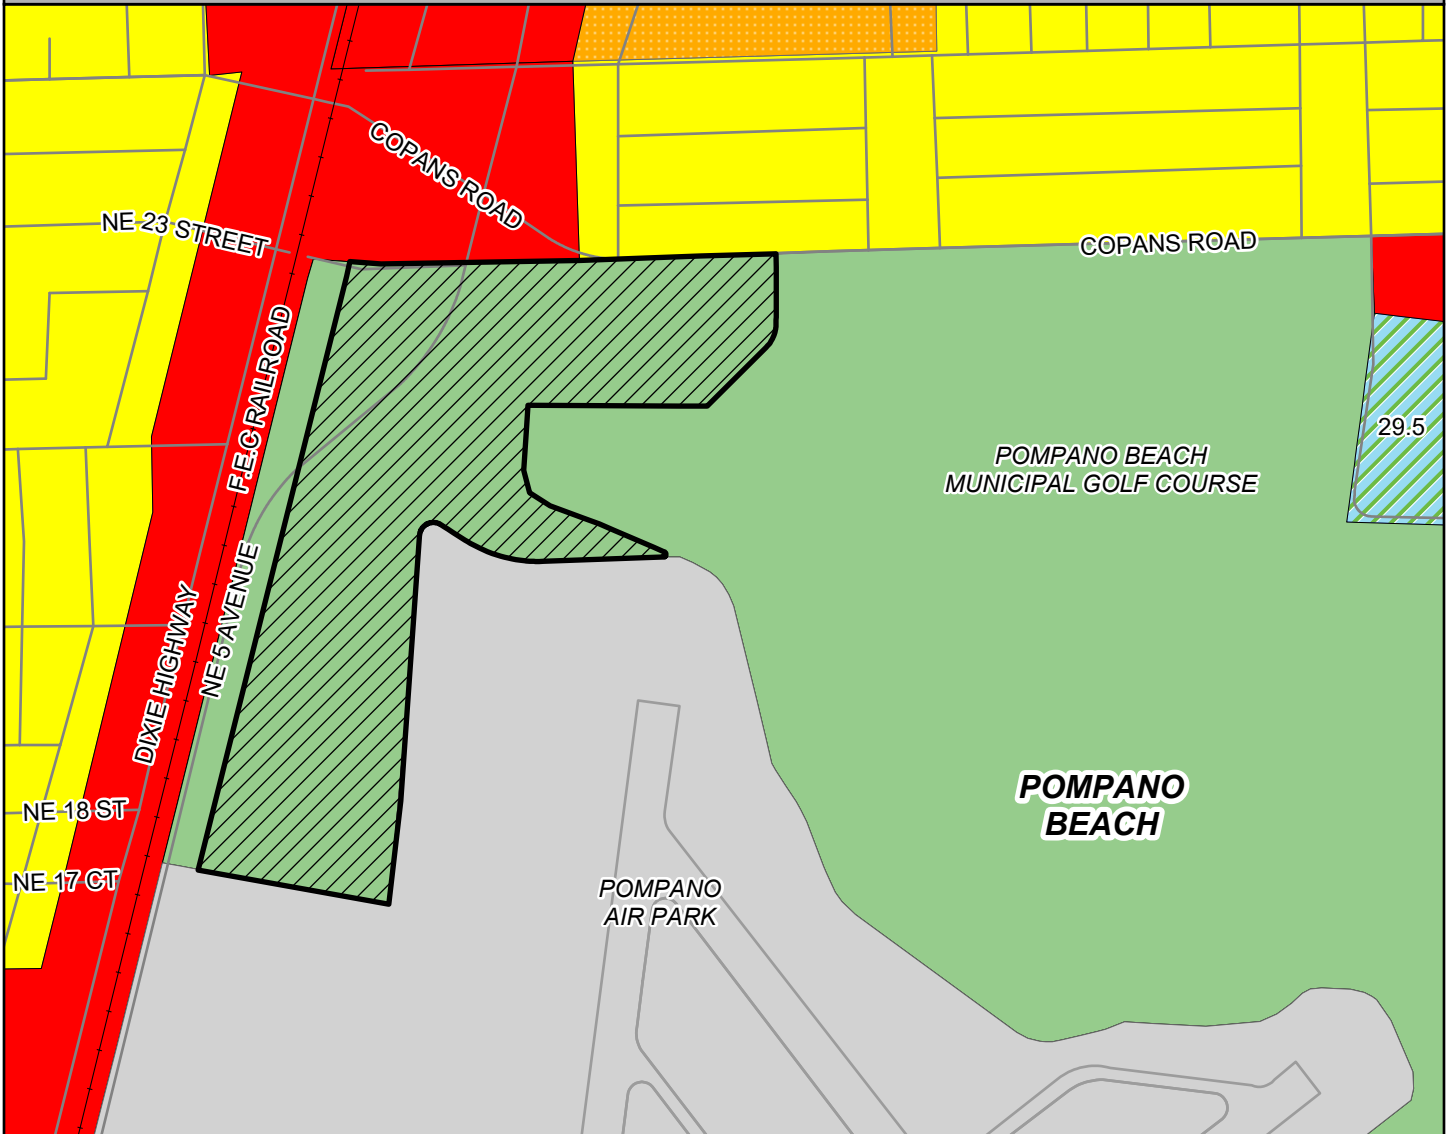 COPANS ROAD
NE 23 STREET
COPANS ROAD
F.E.C RAILROAD
29.5
POMPANO BEACH
MUNICIPAL GOLF COURSE
NE 5 AVENUE
DIXIE HIGHWAY
POMPANO
BEACH
NE 18 ST
NE 17 CT
POMPANO
AIR PARK